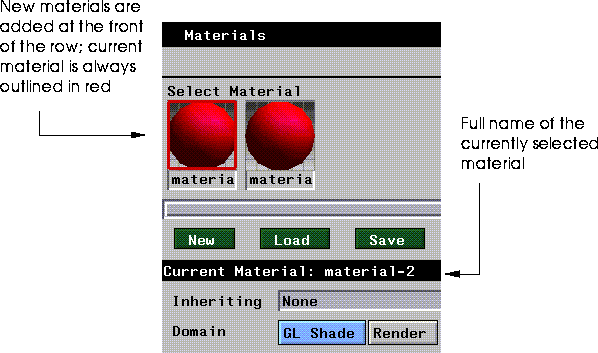 New materials are
added at the front
of the row; current
material is always
outlined in red
Materials
Select Material
materia materia
Full name of the
currently selected
material
New Load Save
Current Material: material-2
Inheriting None
Domain GL Shade Render